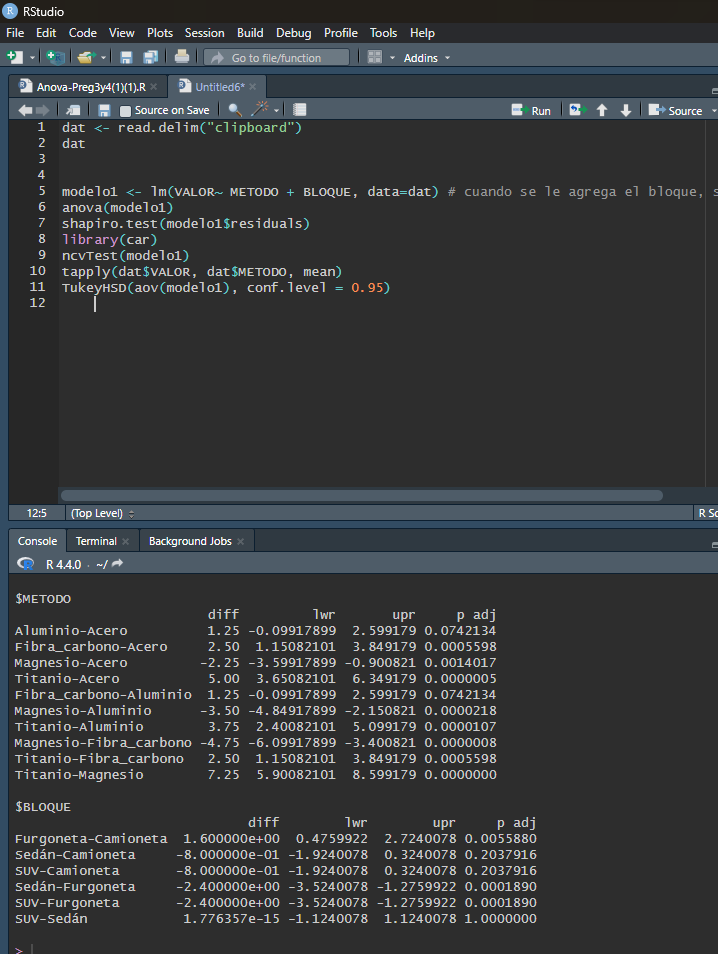 RStudio
File Edit Code View Plots Session Build Debug Profile Tools Help
Go to file/function Addins
Anova-Preg3y4(1)(1).R Untitled6*
Source on Save Run Source
1 dat <- read.delim("clipboard")
2 dat
3
4
5 modelo1 <- lm(VALOR~ METODO + BLOQUE, data=dat) # cuando se le agrega el bloque, s
6 anova(modelo1)
7 shapiro.test(modelo1$residuals)
8 library(car)
9 ncvTest(modelo1)
10 tapply(dat$VALOR, dat$METODO, mean)
11 TukeyHSD(aov(modelo1), conf.level = 0.95)
12
12:5 (Top Level) R Sc
Console Terminal Background Jobs
R 4.4.0 · ~/
$METODO
diff lwr upr p adj
Aluminio-Acero 1.25 -0.09917899 2.599179 0.0742134
Fibra_carbono-Acero 2.50 1.15082101 3.849179 0.0005598
Magnesio-Acero -2.25 -3.59917899 -0.900821 0.0014017
Titanio-Acero 5.00 3.65082101 6.349179 0.0000005
Fibra_carbono-Aluminio 1.25 -0.09917899 2.599179 0.0742134
Magnesio-Aluminio -3.50 -4.84917899 -2.150821 0.0000218
Titanio-Aluminio 3.75 2.40082101 5.099179 0.0000107
Magnesio-Fibra_carbono -4.75 -6.09917899 -3.400821 0.0000008
Titanio-Fibra_carbono 2.50 1.15082101 3.849179 0.0005598
Titanio-Magnesio 7.25 5.90082101 8.599179 0.0000000
$BLOQUE
diff lwr upr p adj
Furgoneta-Camioneta 1.600000e+00 0.4759922 2.7240078 0.0055880
Sedán-Camioneta -8.000000e-01 -1.9240078 0.3240078 0.2037916
SUV-Camioneta -8.000000e-01 -1.9240078 0.3240078 0.2037916
Sedán-Furgoneta -2.400000e+00 -3.5240078 -1.2759922 0.0001890
SUV-Furgoneta -2.400000e+00 -3.5240078 -1.2759922 0.0001890
SUV-Sedán 1.776357e-15 -1.1240078 1.1240078 1.0000000
>